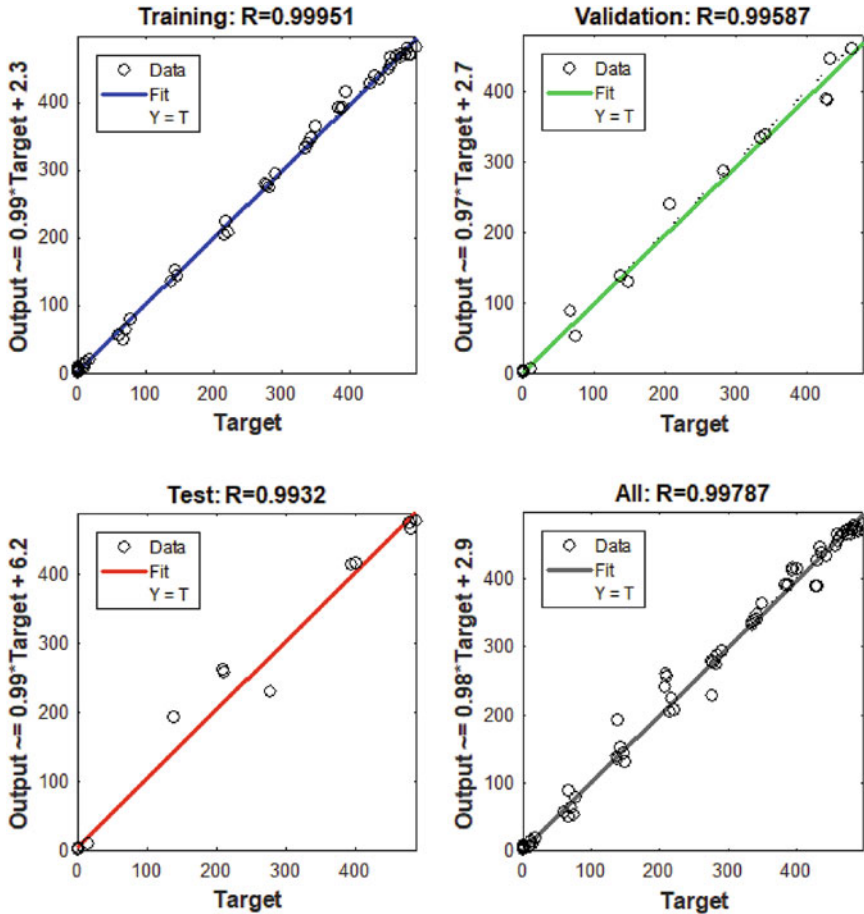 Training: R=0.99951
Output ~= 0.99*Target + 2.3
400
300
200
100
0
Data
Fit
Y = T
0 100 200 300 400
Target
Validation: R=0.99587
Output ~= 0.97*Target + 2.7
400
300
200
100
0
Data
Fit
Y = T
0 100 200 300 400
Target
Test: R=0.9932
Output ~= 0.99*Target + 6.2
400
300
200
100
0
Data
Fit
Y = T
0 100 200 300 400
Target
All: R=0.99787
Output ~= 0.98*Target + 2.9
400
300
200
100
0
Data
Fit
Y = T
0 100 200 300 400
Target